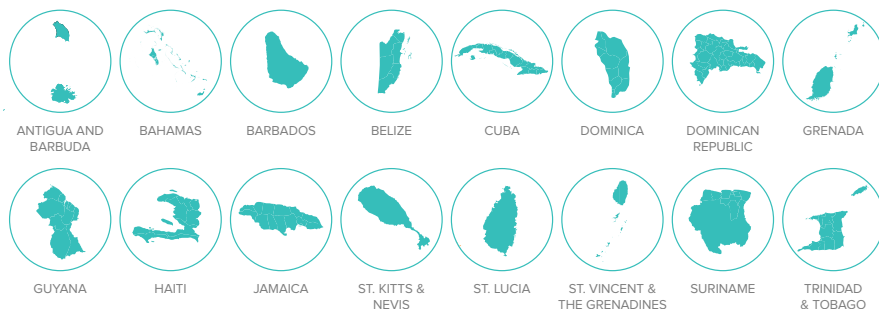 ANTIGUA AND
BARBUDA
BAHAMAS
BARBADOS
BELIZE
CUBA
DOMINICA
DOMINICAN
REPUBLIC
GRENADA
GUYANA
HAITI
JAMAICA
ST. KITTS &
NEVIS
ST. LUCIA
ST. VINCENT &
THE GRENADINES
SURINAME
TRINIDAD
& TOBAGO